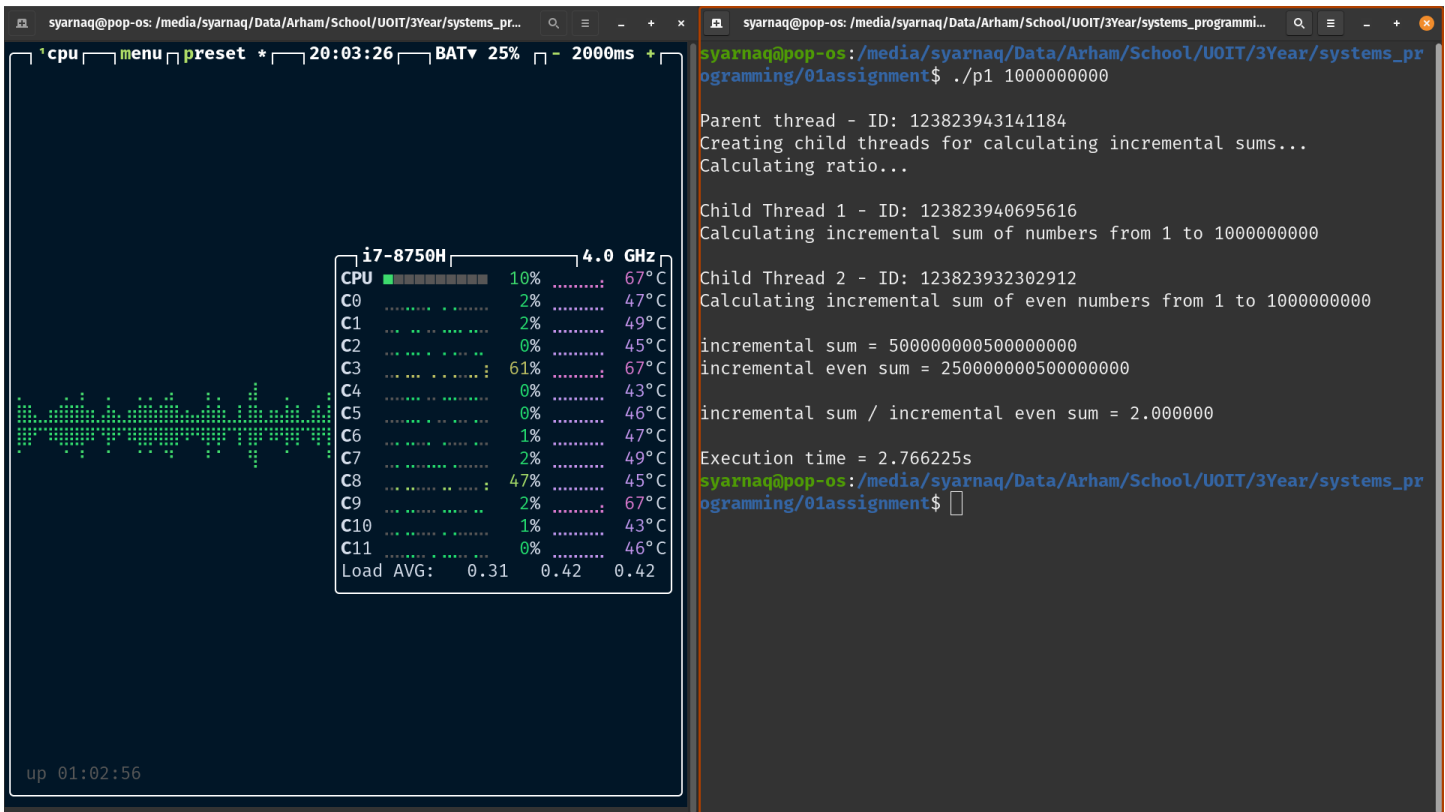 syarnaq@pop-os: /media/syarnaq/Data/Arham/School/UOIT/3Year/systems_pr...
¹cpu menu preset * 20:03:26 BAT▼ 25% - 2000ms +
i7-8750H 4.0 GHz
CPU 10% 67°C
C0 2% 47°C
C1 2% 49°C
C2 0% 45°C
C3 61% 67°C
C4 0% 43°C
C5 0% 46°C
C6 1% 47°C
C7 2% 49°C
C8 47% 45°C
C9 2% 67°C
C10 1% 43°C
C11 0% 46°C
Load AVG: 0.31 0.42 0.42
up 01:02:56
syarnaq@pop-os: /media/syarnaq/Data/Arham/School/UOIT/3Year/systems_programmi...
syarnaq@pop-os:/media/syarnaq/Data/Arham/School/UOIT/3Year/systems_pr
ogramming/01assignment$ ./p1 1000000000
Parent thread - ID: 123823943141184
Creating child threads for calculating incremental sums...
Calculating ratio...
Child Thread 1 - ID: 123823940695616
Calculating incremental sum of numbers from 1 to 1000000000
Child Thread 2 - ID: 123823932302912
Calculating incremental sum of even numbers from 1 to 1000000000
incremental sum = 500000000500000000
incremental even sum = 250000000500000000
incremental sum / incremental even sum = 2.000000
Execution time = 2.766225s
syarnaq@pop-os:/media/syarnaq/Data/Arham/School/UOIT/3Year/systems_pr
ogramming/01assignment$